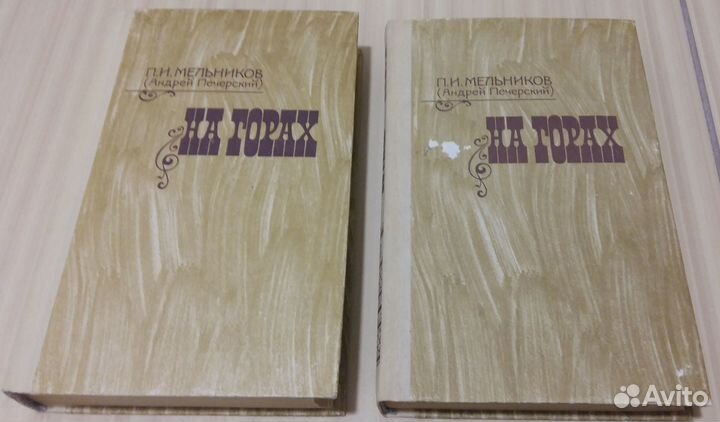 П.И. МЕЛЬНИКОВ
(Андрей Печерский)
НА ГОРАХ
П.И. МЕЛЬНИКОВ
(Андрей Печерский)
НА ГОРАХ
Avito